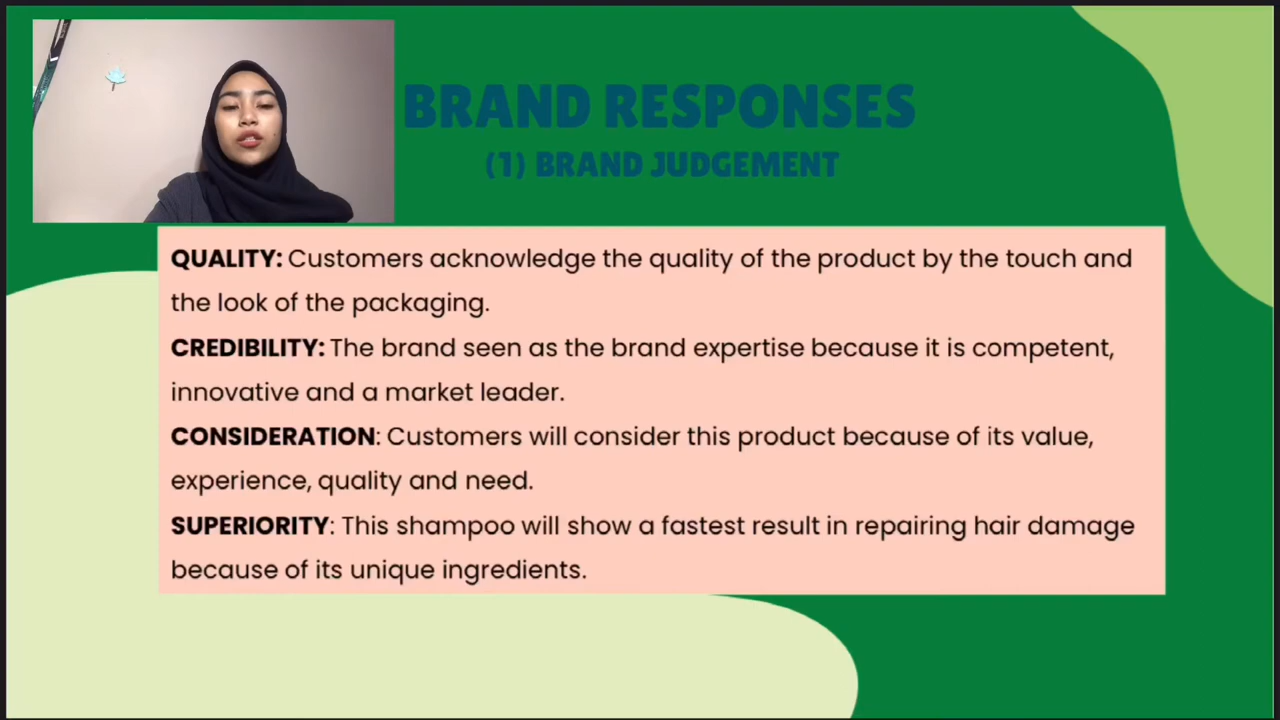 BRAND RESPONSES
(1) BRAND JUDGEMENT
QUALITY: Customers acknowledge the quality of the product by the touch and
the look of the packaging.
CREDIBILITY: The brand seen as the brand expertise because it is competent,
innovative and a market leader.
CONSIDERATION: Customers will consider this product because of its value,
experience, quality and need.
SUPERIORITY: This shampoo will show a fastest result in repairing hair damage
because of its unique ingredients.